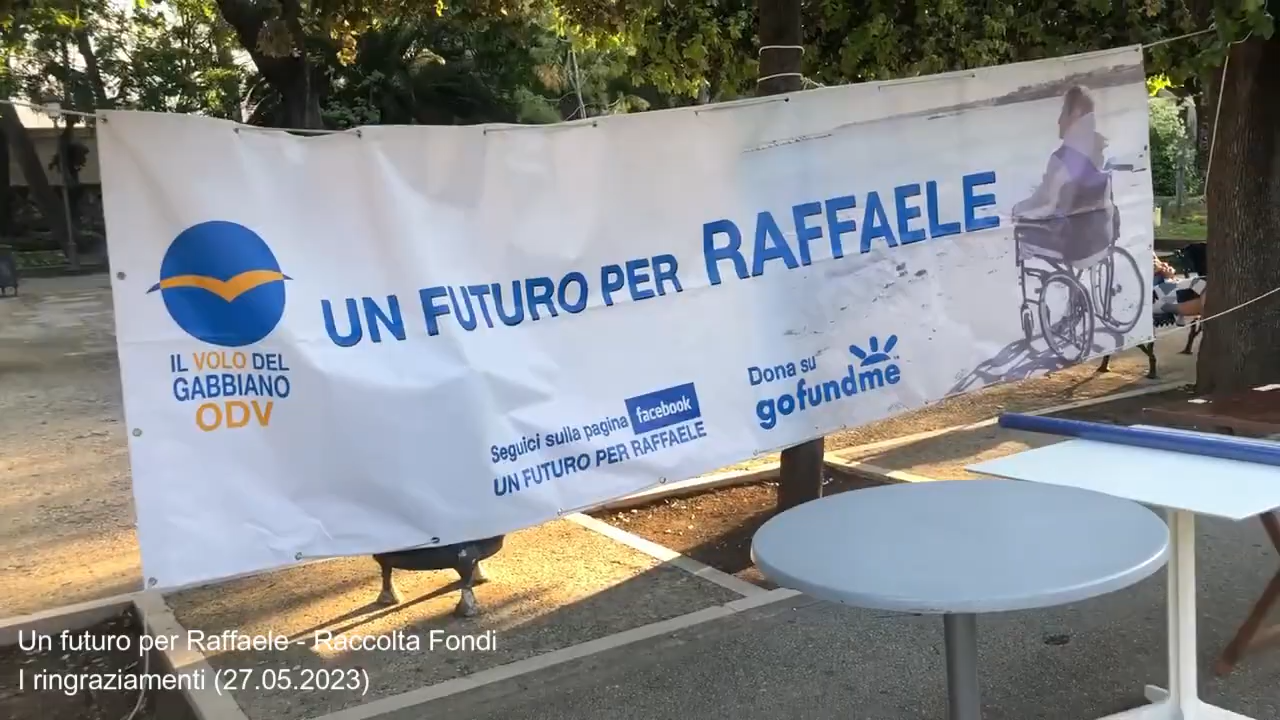 UN FUTURO PER RAFFAELE
IL VOLO DEL
GABBIANO
ODV
Seguici sulla pagina facebook
UN FUTURO PER RAFFAELE
Dona su
gofundme
Un futuro per Raffaele - Raccolta Fondi
I ringraziamenti (27.05.2023)